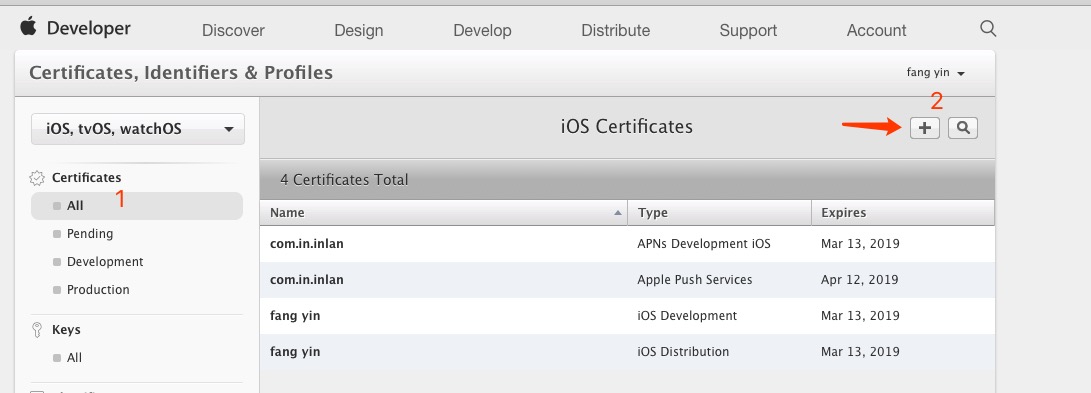 Developer Discover Design Develop Distribute Support Account
Certificates, Identifiers & Profiles fang yin
2
iOS, tvOS, watchOS iOS Certificates
Certificates 4 Certificates Total
1
All
Name Type Expires
Pending
com.in.inlan APNs Development iOS Mar 13, 2019
Development
com.in.inlan Apple Push Services Apr 12, 2019
Production
fang yin iOS Development Mar 13, 2019
Keys
fang yin iOS Distribution Mar 13, 2019
All